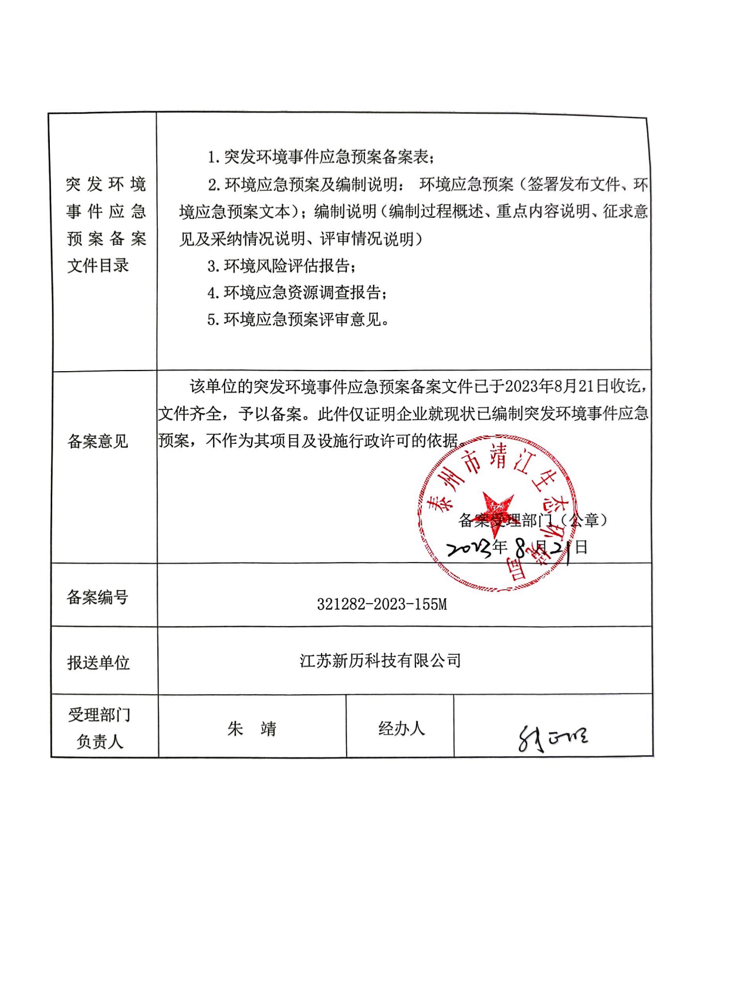 突发环境
事件应急
预案备案
文件目录
1.突发环境事件应急预案备案表；
2.环境应急预案及编制说明： 环境应急预案（签署发布文件、环
境应急预案文本）；编制说明（编制过程概述、重点内容说明、征求意
见及采纳情况说明、评审情况说明）
3.环境风险评估报告；
4.环境应急资源调查报告；
5.环境应急预案评审意见。
备案意见
该单位的突发环境事件应急预案备案文件已于2023年8月21日收讫，
文件齐全，予以备案。此件仅证明企业就现状已编制突发环境事件应急
预案，不作为其项目及设施行政许可的依据。
泰州市靖江生态环境局
备案受理部门（公章）
2023年8月21日
备案编号
321282-2023-155M
报送单位
江苏新历科技有限公司
受理部门
负责人
朱 靖
经办人